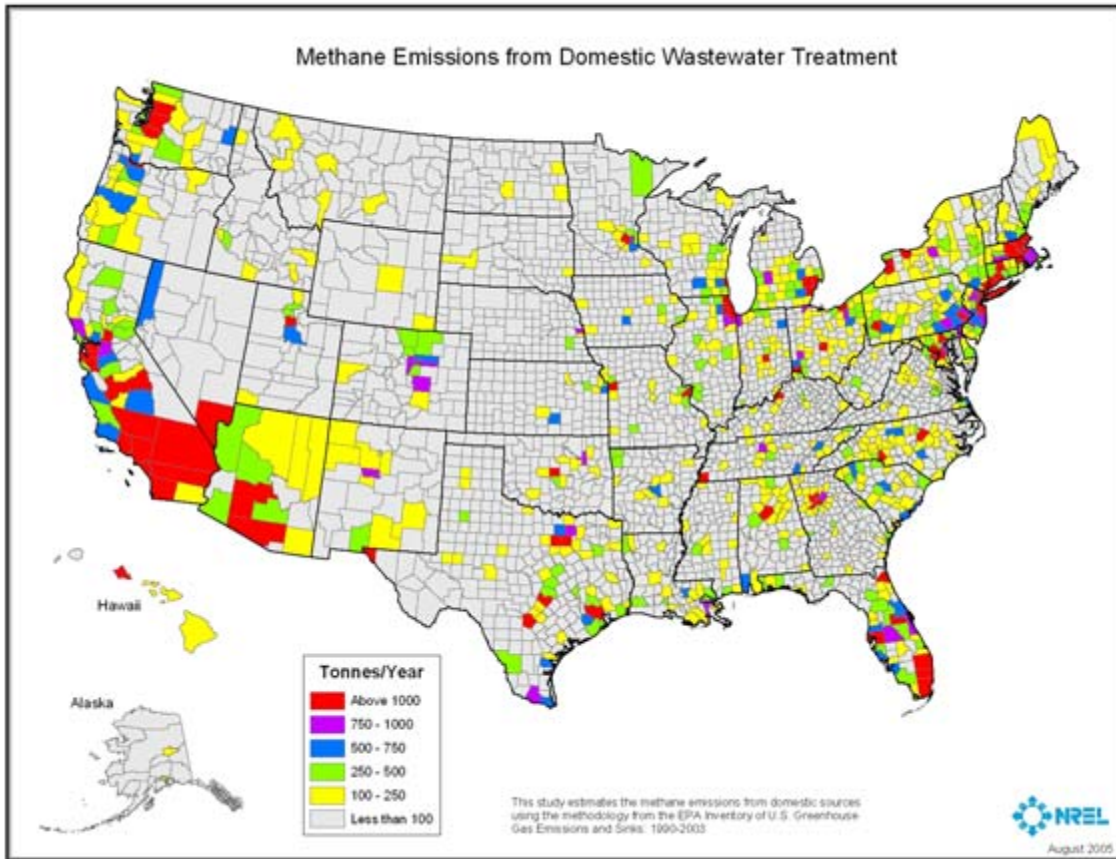 Methane Emissions from Domestic Wastewater Treatment
Hawaii
Alaska
Tonnes/Year
Above 1000
750 - 1000
500 - 750
250 - 500
100 - 250
Less than 100
This study estimates the methane emissions from domestic sources
using the methodology from the EPA Inventory of U.S. Greenhouse
Gas Emissions and Sinks: 1990-2003
NREL
August 2005